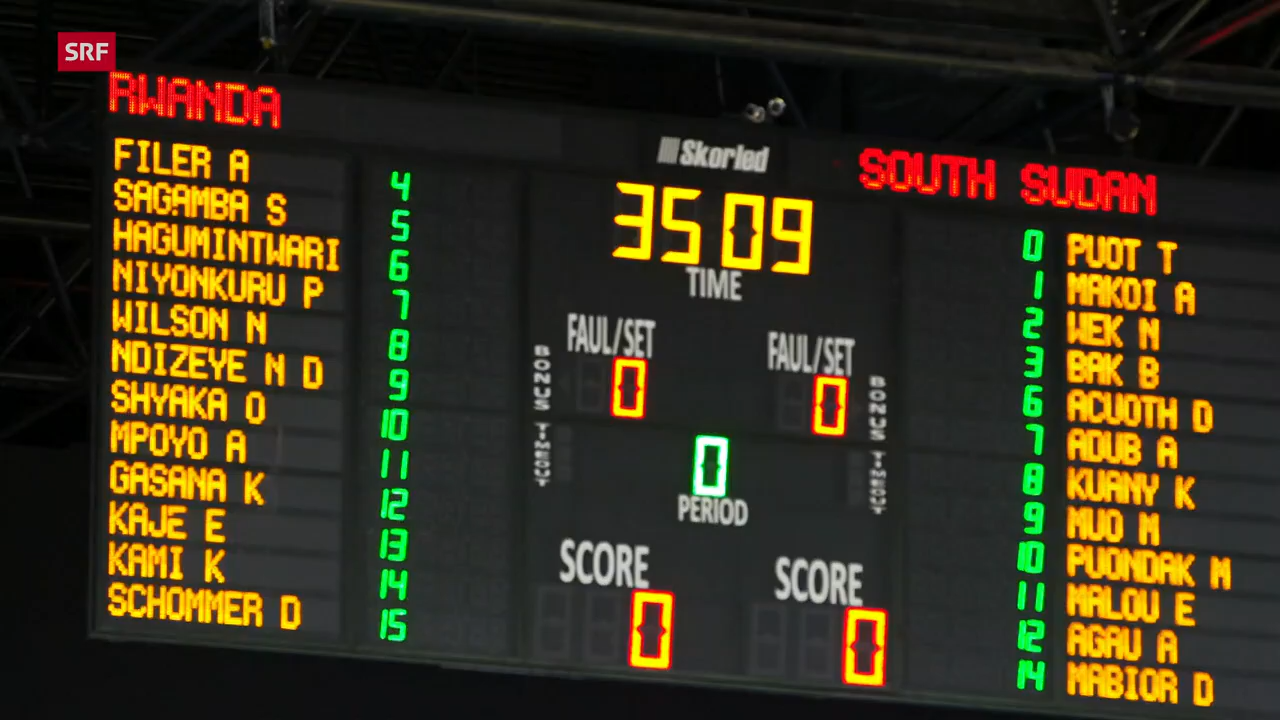 SRF
RWANDA
FILER A 4
SAGAMBA S 5
HAGUMINTWARI 6
NIYONKURU P 7
WILSON N 8
NDIZEYE N D 9
SHYAKA O 10
MPOYO A 11
GASANA K 12
KAJE E 13
KAMI K 14
SCHOMMER D 15
Skorled
3509
TIME
FAUL/SET FAUL/SET
BONUS 0 0 BONUS
TIMEOUT 0 TIMEOUT
PERIOD
SCORE SCORE
0 0
SOUTH SUDAN
0 PUOT T
1 MAKOI A
2 WEK N
3 BAK B
6 ACUOTH D
7 ADUB A
8 KUANY K
9 MUO M
10 PUONDAK M
11 MALOU E
12 AGAU A
14 MABIOR D